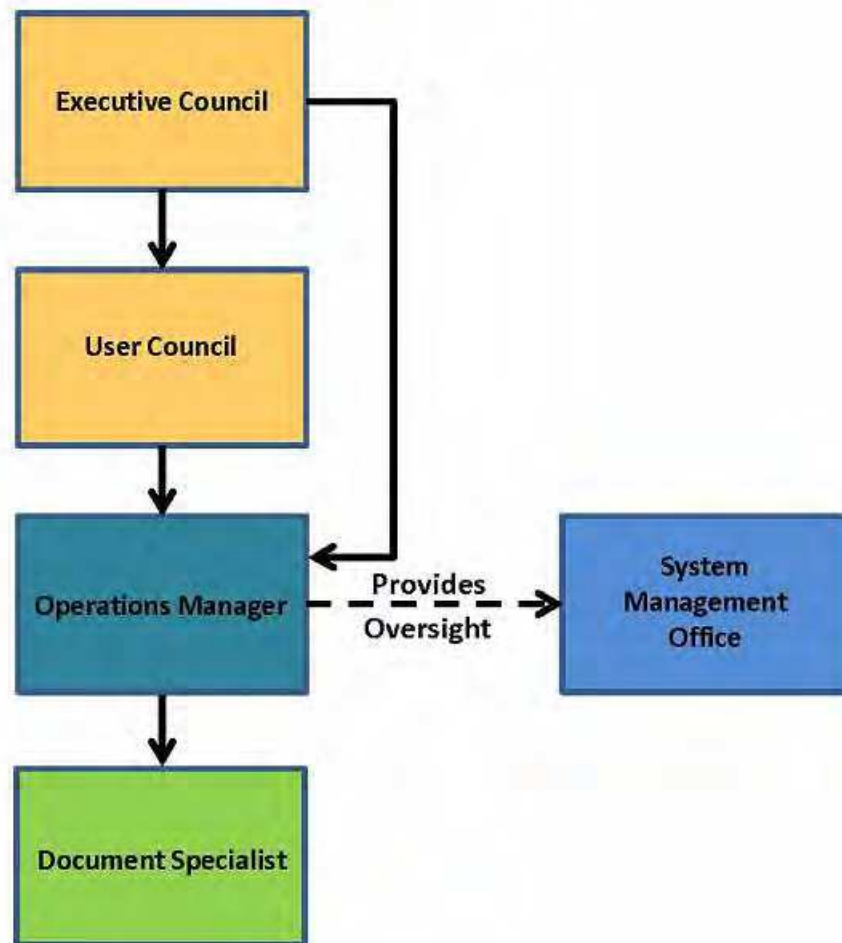 Executive Council
User Council
Operations Manager
Provides
Oversight
System
Management
Office
Document Specialist